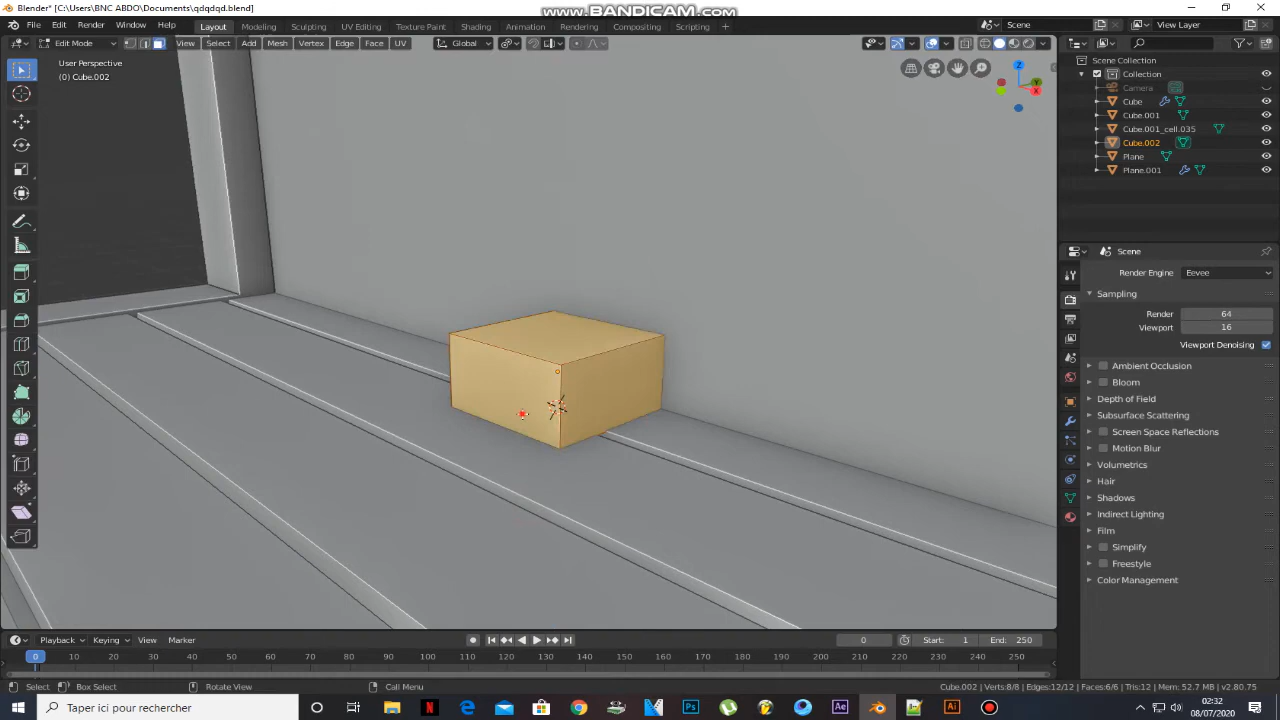 Blender* [C:\Users\BNC ABDO\Documents\qdqdqd.blend]
www.BANDICAM.com
File Edit Render Window Help Layout Modeling Sculpting UV Editing Texture Paint Shading Animation Rendering Compositing Scripting + Scene View Layer
Edit Mode View Select Add Mesh Vertex Edge Face UV Global
User Perspective
(0) Cube.002
Z
Y
X
Scene Collection
Collection
Camera
Cube
Cube.001
Cube.001_cell.035
Cube.002
Plane
Plane.001
Scene
Render Engine Eevee
Sampling
Render 64
Viewport 16
Viewport Denoising
Ambient Occlusion
Bloom
Depth of Field
Subsurface Scattering
Screen Space Reflections
Motion Blur
Volumetrics
Hair
Shadows
Indirect Lighting
Film
Simplify
Freestyle
Color Management
Playback Keying View Marker 0 Start: 1 End: 250
0 10 20 30 40 50 60 70 80 90 100 110 120 130 140 150 160 170 180 190 200 210 220 230 240 250
Select Box Select Rotate View Call Menu Cube.002 | Verts:8/8 | Edges:12/12 | Faces:6/6 | Tris:12 | Mem: 52.7 MB | v2.80.75
Taper ici pour rechercher
N Ps Ae Ai
02:32
08/07/2020